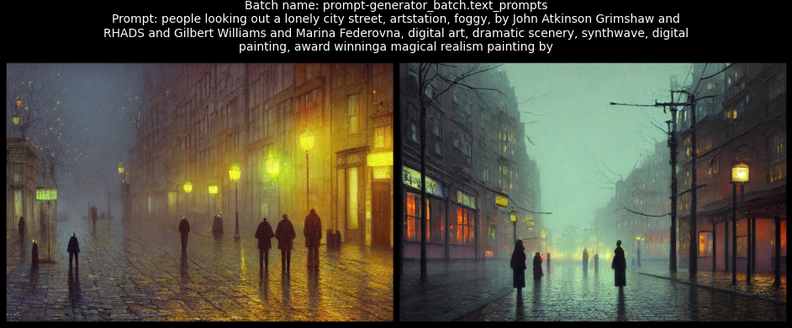 Batch name: prompt-generator_batch.text_prompts
Prompt: people looking out a lonely city street, artstation, foggy, by John Atkinson Grimshaw and
RHADS and Gilbert Williams and Marina Federovna, digital art, dramatic scenery, synthwave, digital
painting, award winninga magical realism painting by